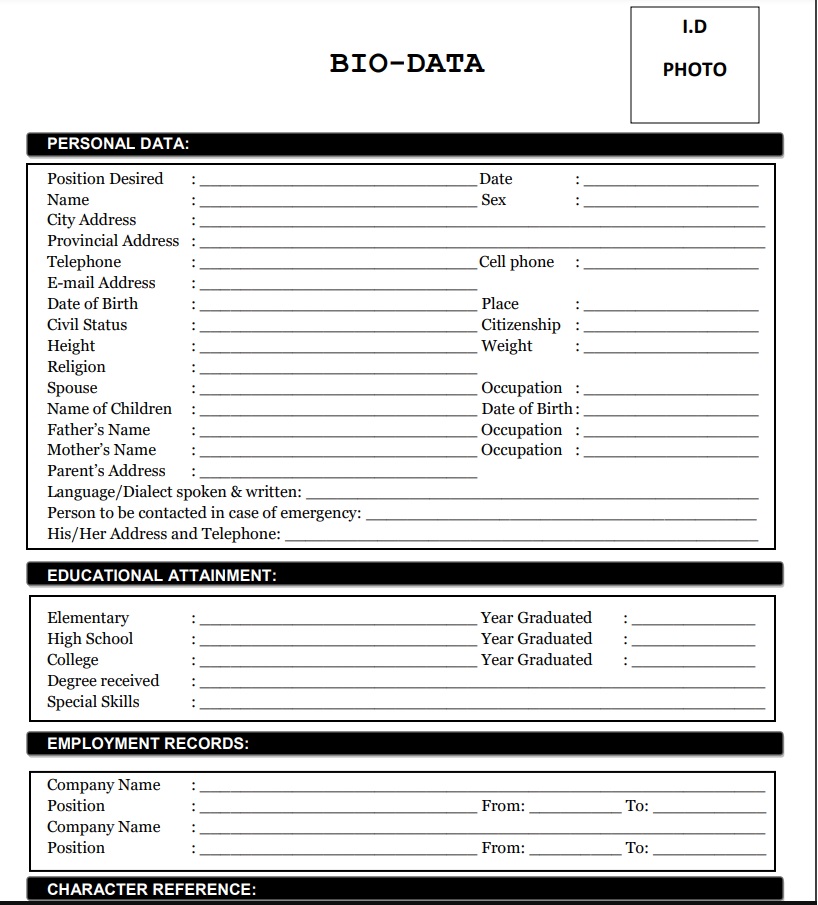 I.D
PHOTO
BIO-DATA
PERSONAL DATA:
Position Desired : ________________ Date : ________________
Name : ________________ Sex : ________________
City Address : ________________
Provincial Address : ________________
Telephone : ________________ Cell phone : ________________
E-mail Address : ________________
Date of Birth : ________________ Place : ________________
Civil Status : ________________ Citizenship : ________________
Height : ________________ Weight : ________________
Religion : ________________
Spouse : ________________ Occupation : ________________
Name of Children : ________________ Date of Birth: ________________
Father’s Name : ________________ Occupation : ________________
Mother’s Name : ________________ Occupation : ________________
Parent’s Address : ________________
Language/Dialect spoken & written: ________________
Person to be contacted in case of emergency: ________________
His/Her Address and Telephone: ________________
EDUCATIONAL ATTAINMENT:
Elementary : ________________ Year Graduated : ________________
High School : ________________ Year Graduated : ________________
College : ________________ Year Graduated : ________________
Degree received : ________________
Special Skills : ________________
EMPLOYMENT RECORDS:
Company Name : ________________
Position : ________________ From: __________ To: __________
Company Name : ________________
Position : ________________ From: __________ To: __________
CHARACTER REFERENCE: